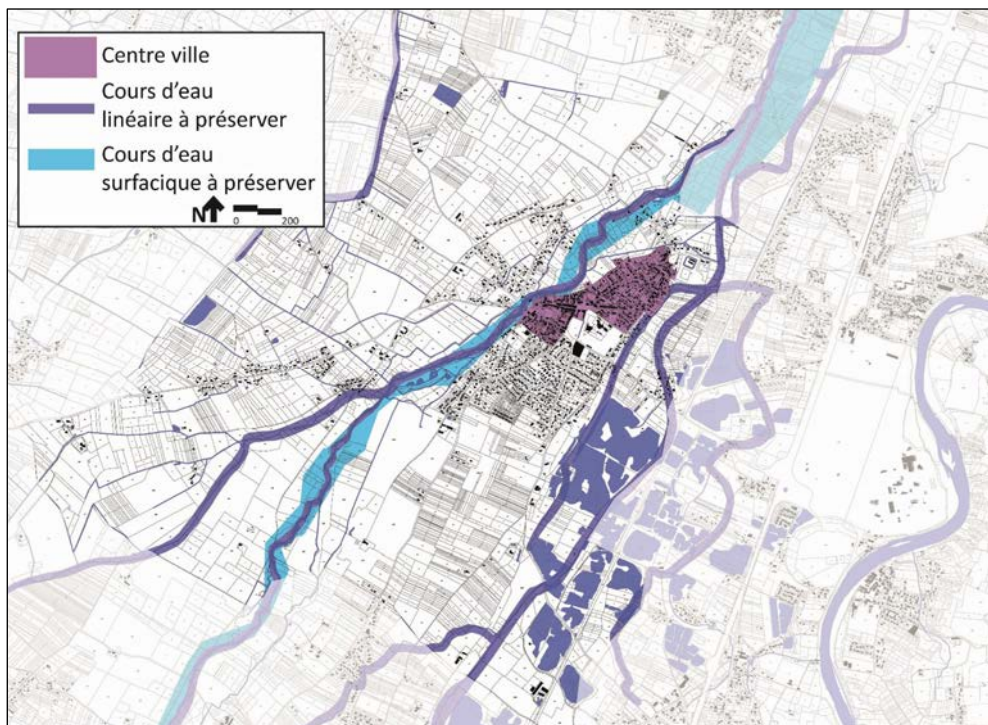 Centre ville
Cours d'eau
linéaire à préserver
Cours d'eau
surfacique à préserver
N 0 200